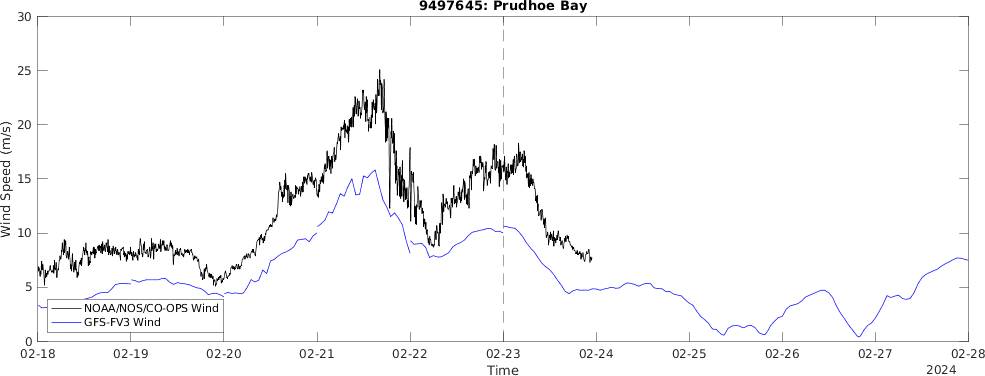 9497645: Prudhoe Bay
30
25
20
15
10
5
0
Wind Speed (m/s)
NOAA/NOS/CO-OPS Wind
GFS-FV3 Wind
02-18 02-19 02-20 02-21 02-22 02-23 02-24 02-25 02-26 02-27 02-28
Time
2024